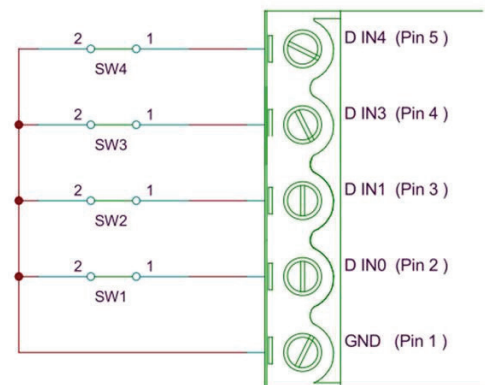 2 1 D IN4 (Pin 5 )
SW4
2 1 D IN3 (Pin 4 )
SW3
2 1 D IN1 (Pin 3 )
SW2
2 1 D IN0 (Pin 2 )
SW1
GND (Pin 1 )